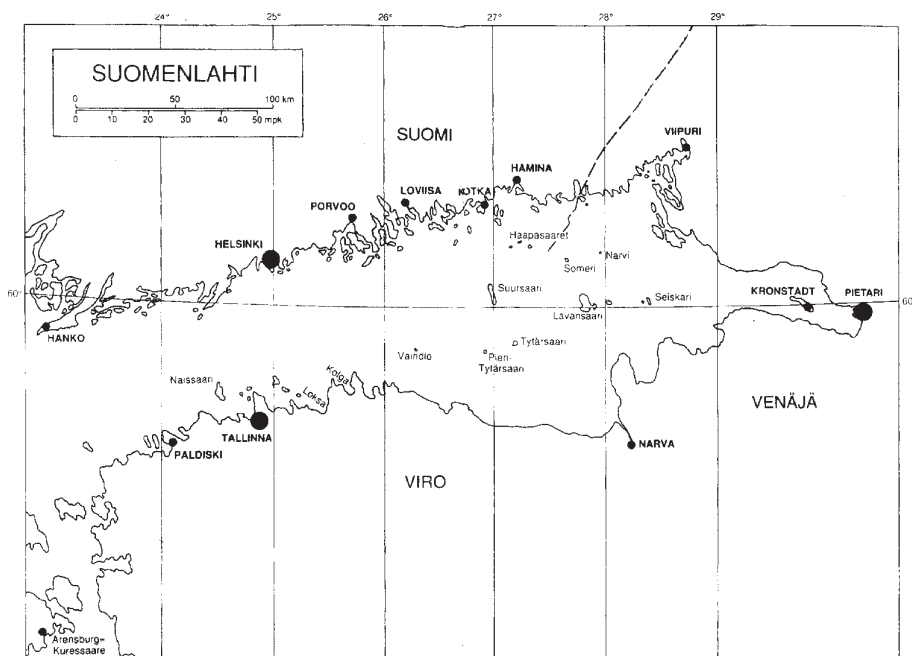 24° 25° 26° 27° 28° 29°
SUOMENLAHTI
0 50 100 km
0 10 20 30 40 50 mpk
SUOMI
VIIPURI
HAMINA
LOVIISA
KOTKA
PORVOO
Haapasaaret
HELSINKI
Narvi
Someri
Suursaari
60°
KRONSTADT
PIETARI
Seiskari
60
Lavansaari
HANKO
Tytärsaari
Vaindlo
Pien-
Tytärsaari
Naissaari
Kolga
Loksa
VENÄJÄ
TALLINNA
PALDISKI
NARVA
VIRO
Arensburg=
Kuressaare